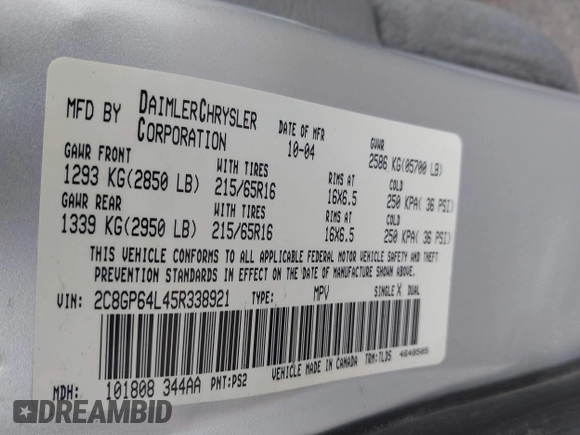 MFD BY DAIMLERCHRYSLER CORPORATION
DATE OF MFR 10-04
GVWR 2586 KG(05700 LB)
GAWR FRONT WITH TIRES RIMS AT COLD
1293 KG(2850 LB) 215/65R16 16X6.5 250 KPA( 36 PSI)
GAWR REAR WITH TIRES RIMS AT COLD
1339 KG(2950 LB) 215/65R16 16X6.5 250 KPA( 36 PSI)
THIS VEHICLE CONFORMS TO ALL APPLICABLE FEDERAL MOTOR VEHICLE SAFETY AND THEFT
PREVENTION STANDARDS IN EFFECT ON THE DATE OF MANUFACTURE SHOWN ABOVE.
VIN: 2C8GP64L45R338921 TYPE: MPV SINGLE X DUAL
MDH: 101808 344AA PNT:PS2 VEHICLE MADE IN CANADA TRM:TLDS 4640505
DREAMBID